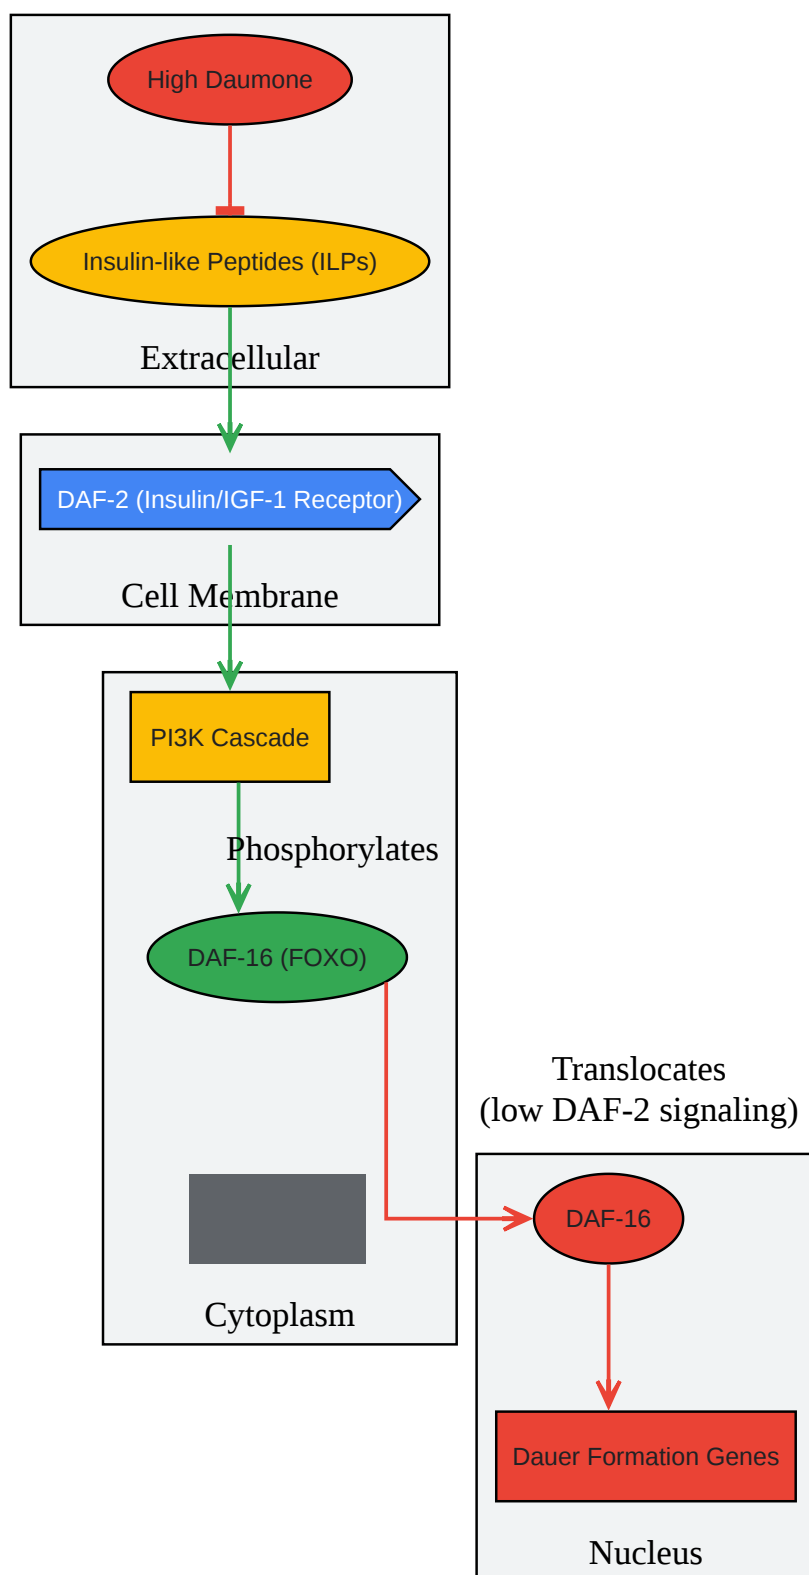 High Daumone
Insulin-like Peptides (ILPs)
Extracellular
DAF-2 (Insulin/IGF-1 Receptor)
Cell Membrane
PI3K Cascade
Phosphorylates
DAF-16 (FOXO)
Translocates
(low DAF-2 signaling)
DAF-16
Cytoplasm
Dauer Formation Genes
Nucleus